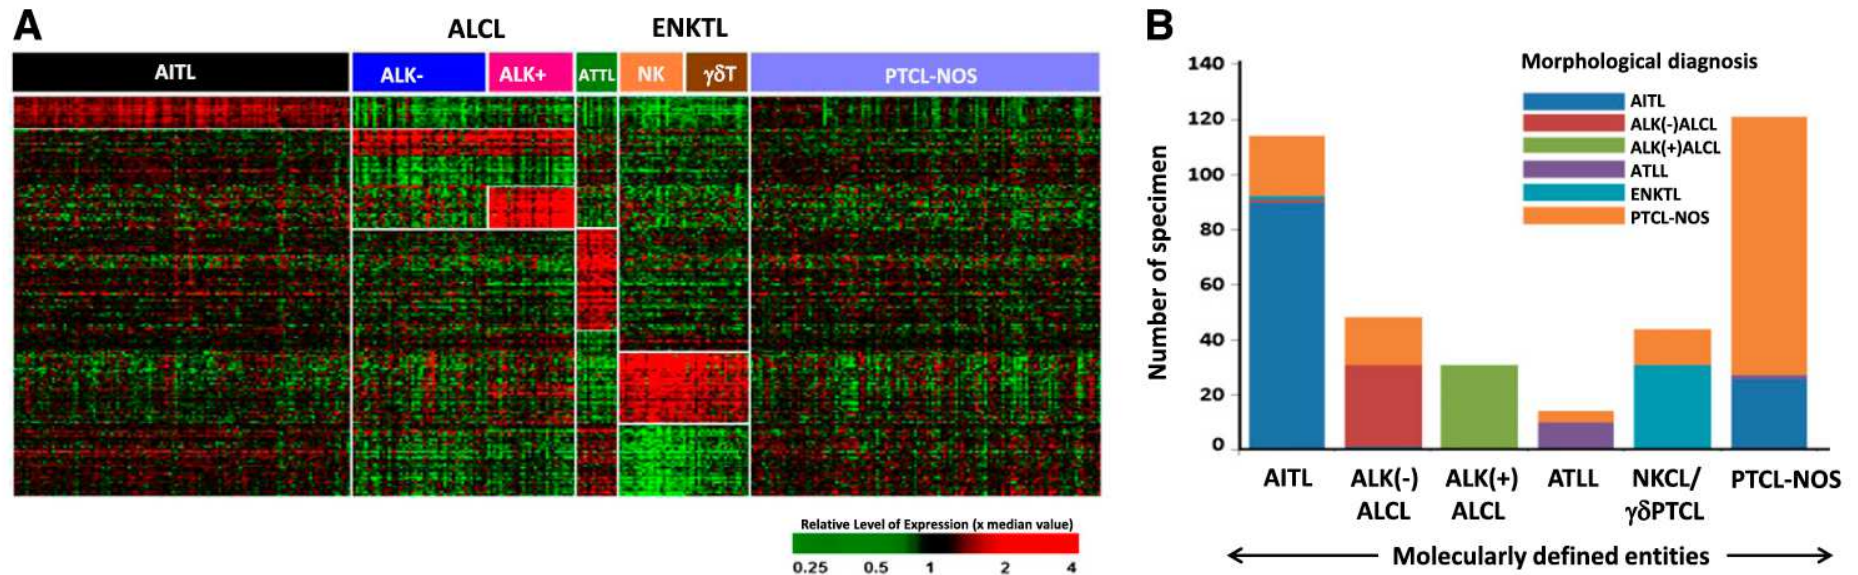 A
ALCL
ENKTL
AITL
ALK-
ALK+
ATTL
NK
γδT
PTCL-NOS
Relative Level of Expression (x median value)
0.25 0.5 1 2 4
B
Morphological diagnosis
AITL
ALK(-)ALCL
ALK(+)ALCL
ATLL
ENKTL
PTCL-NOS
Number of specimen
140
120
100
80
60
40
20
0
AITL
ALK(-)
ALCL
ALK(+)
ALCL
ATLL
NKCL/
γδPTCL
PTCL-NOS
Molecularly defined entities